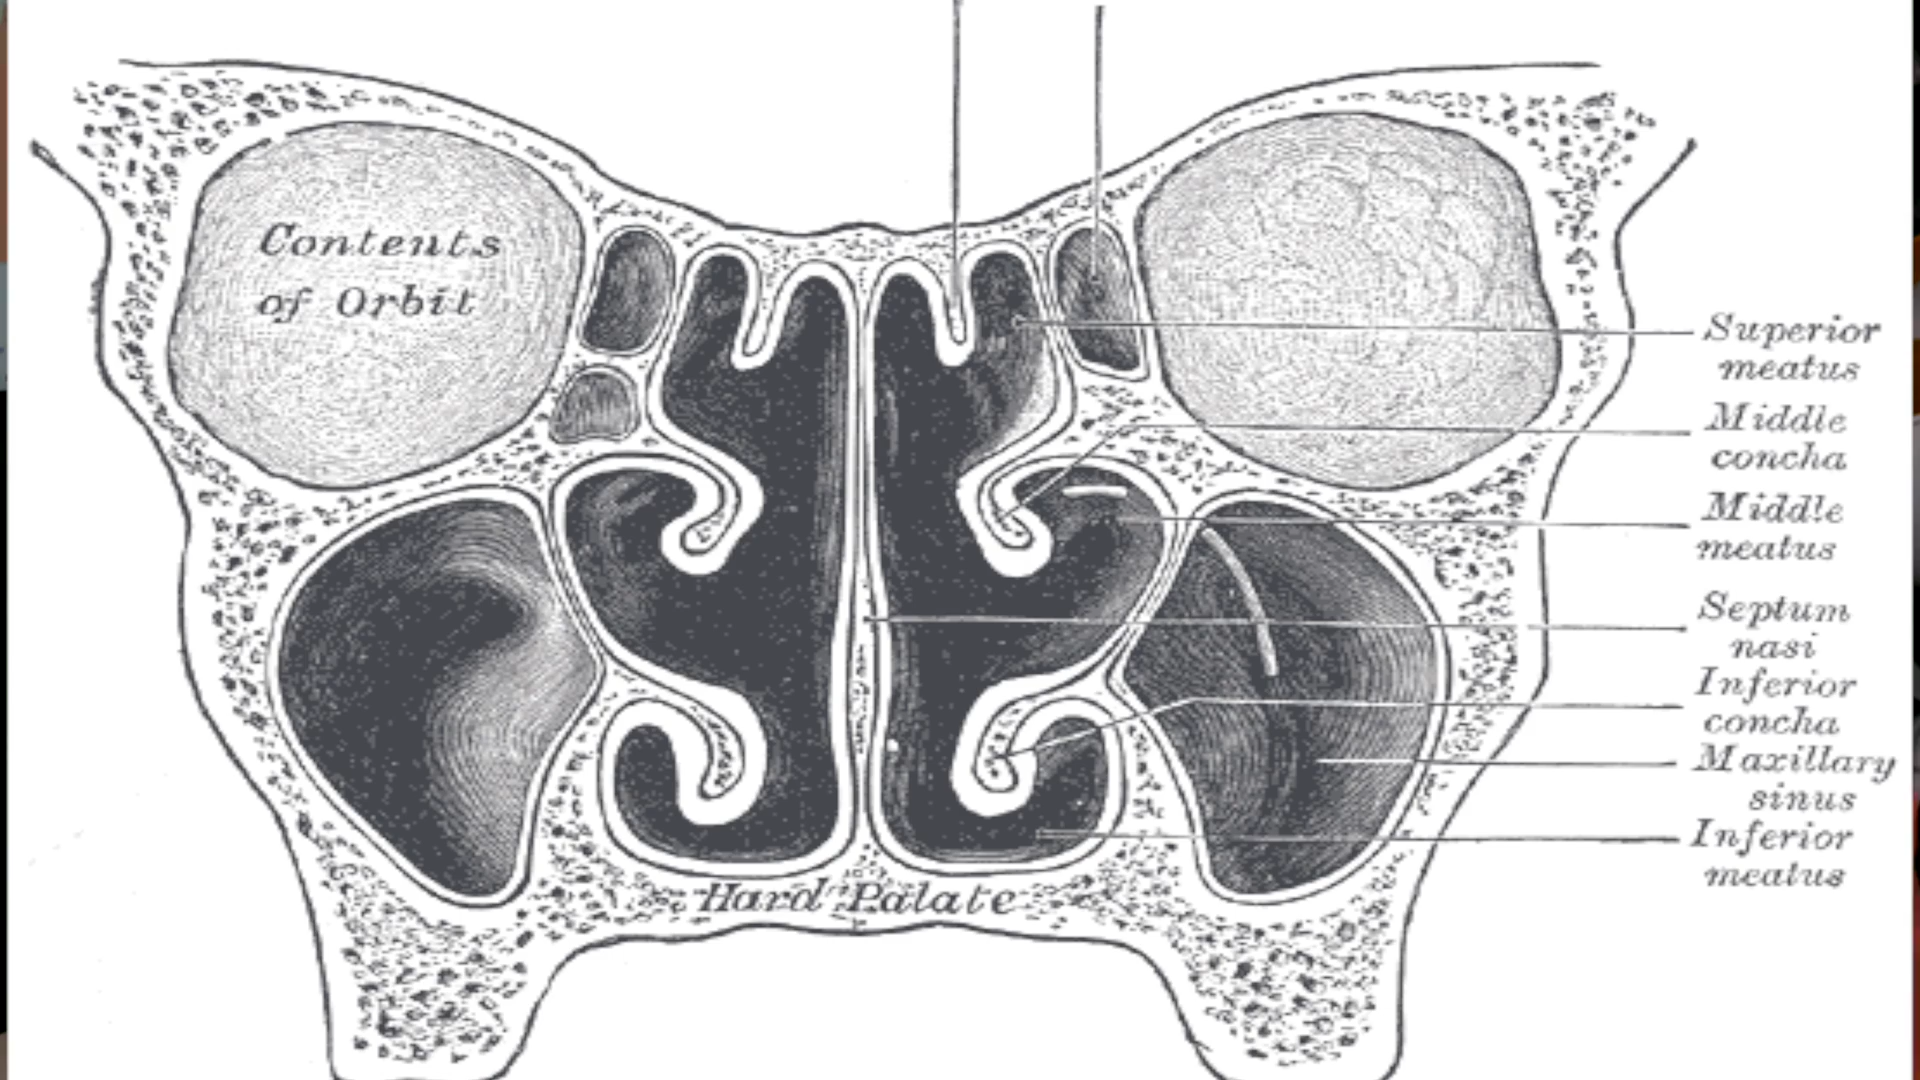 Contents
of Orbit
Superior
meatus
Middle
concha
Middle
meatus
Septum
nasi
Inferior
concha
Maxillary
sinus
Inferior
meatus
Hard Palate